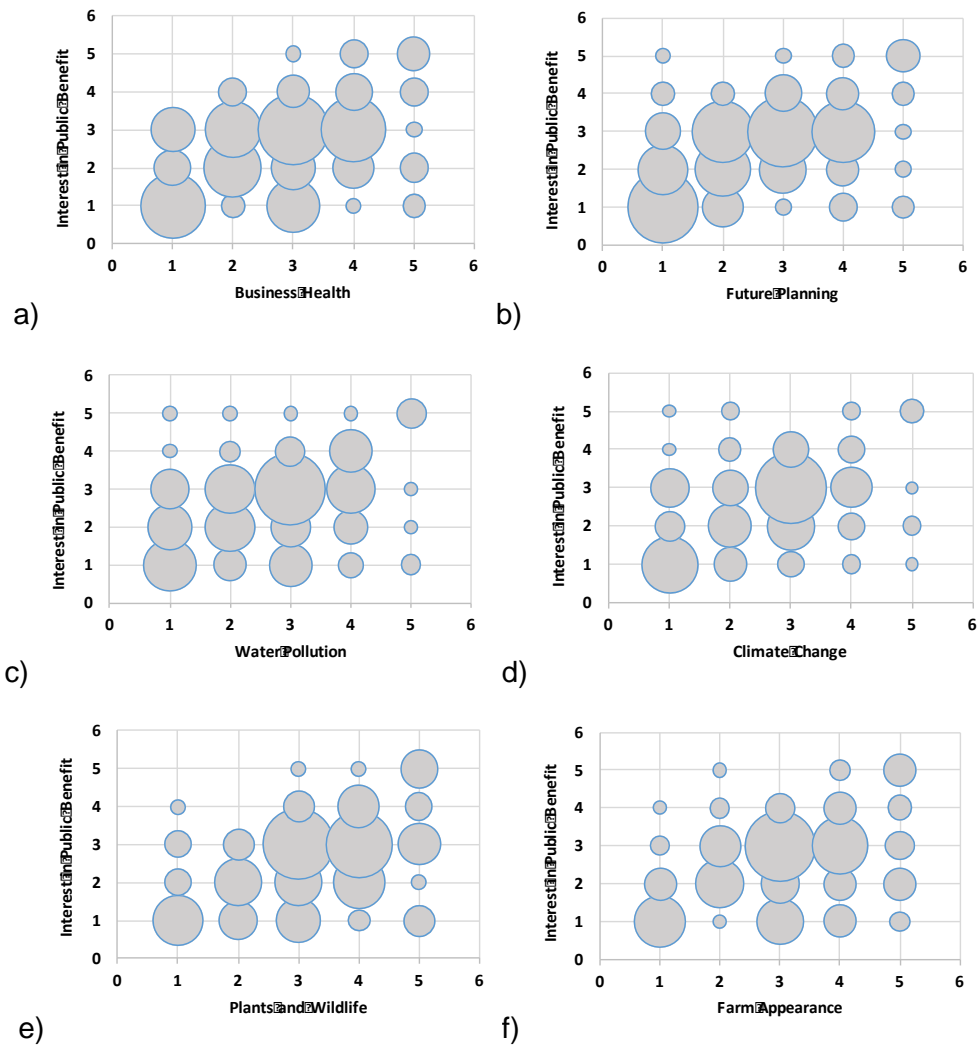 6
5
4
3
2
1
0
Interest in Public Benefit
0 1 2 3 4 5 6
Business Health
a)
6
5
4
3
2
1
0
Interest in Public Benefit
0 1 2 3 4 5 6
Future Planning
b)
6
5
4
3
2
1
0
Interest in Public Benefit
0 1 2 3 4 5 6
Water Pollution
c)
6
5
4
3
2
1
0
Interest in Public Benefit
0 1 2 3 4 5 6
Climate Change
d)
6
5
4
3
2
1
0
Interest in Public Benefit
0 1 2 3 4 5 6
Plants and Wildlife
e)
6
5
4
3
2
1
0
Interest in Public Benefit
0 1 2 3 4 5 6
Farm Appearance
f)